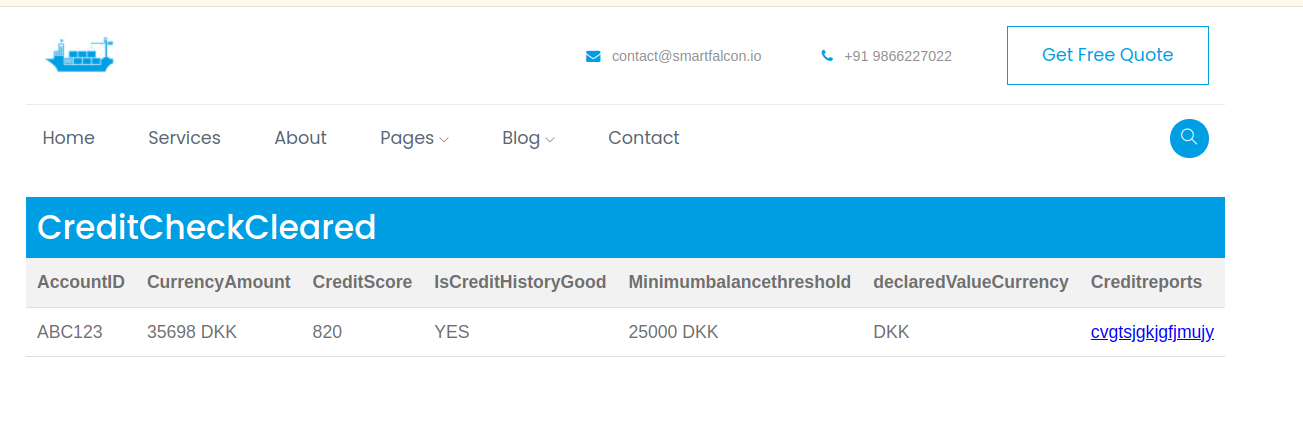 contact@smartfalcon.io +91 9866227022 Get Free Quote
Home Services About Pages Blog Contact
CreditCheckCleared
AccountID CurrencyAmount CreditScore IsCreditHistoryGood Minimumbalancethreshold declaredValueCurrency Creditreports
ABC123 35698 DKK 820 YES 25000 DKK DKK cvgtsjgkjgfjmujy